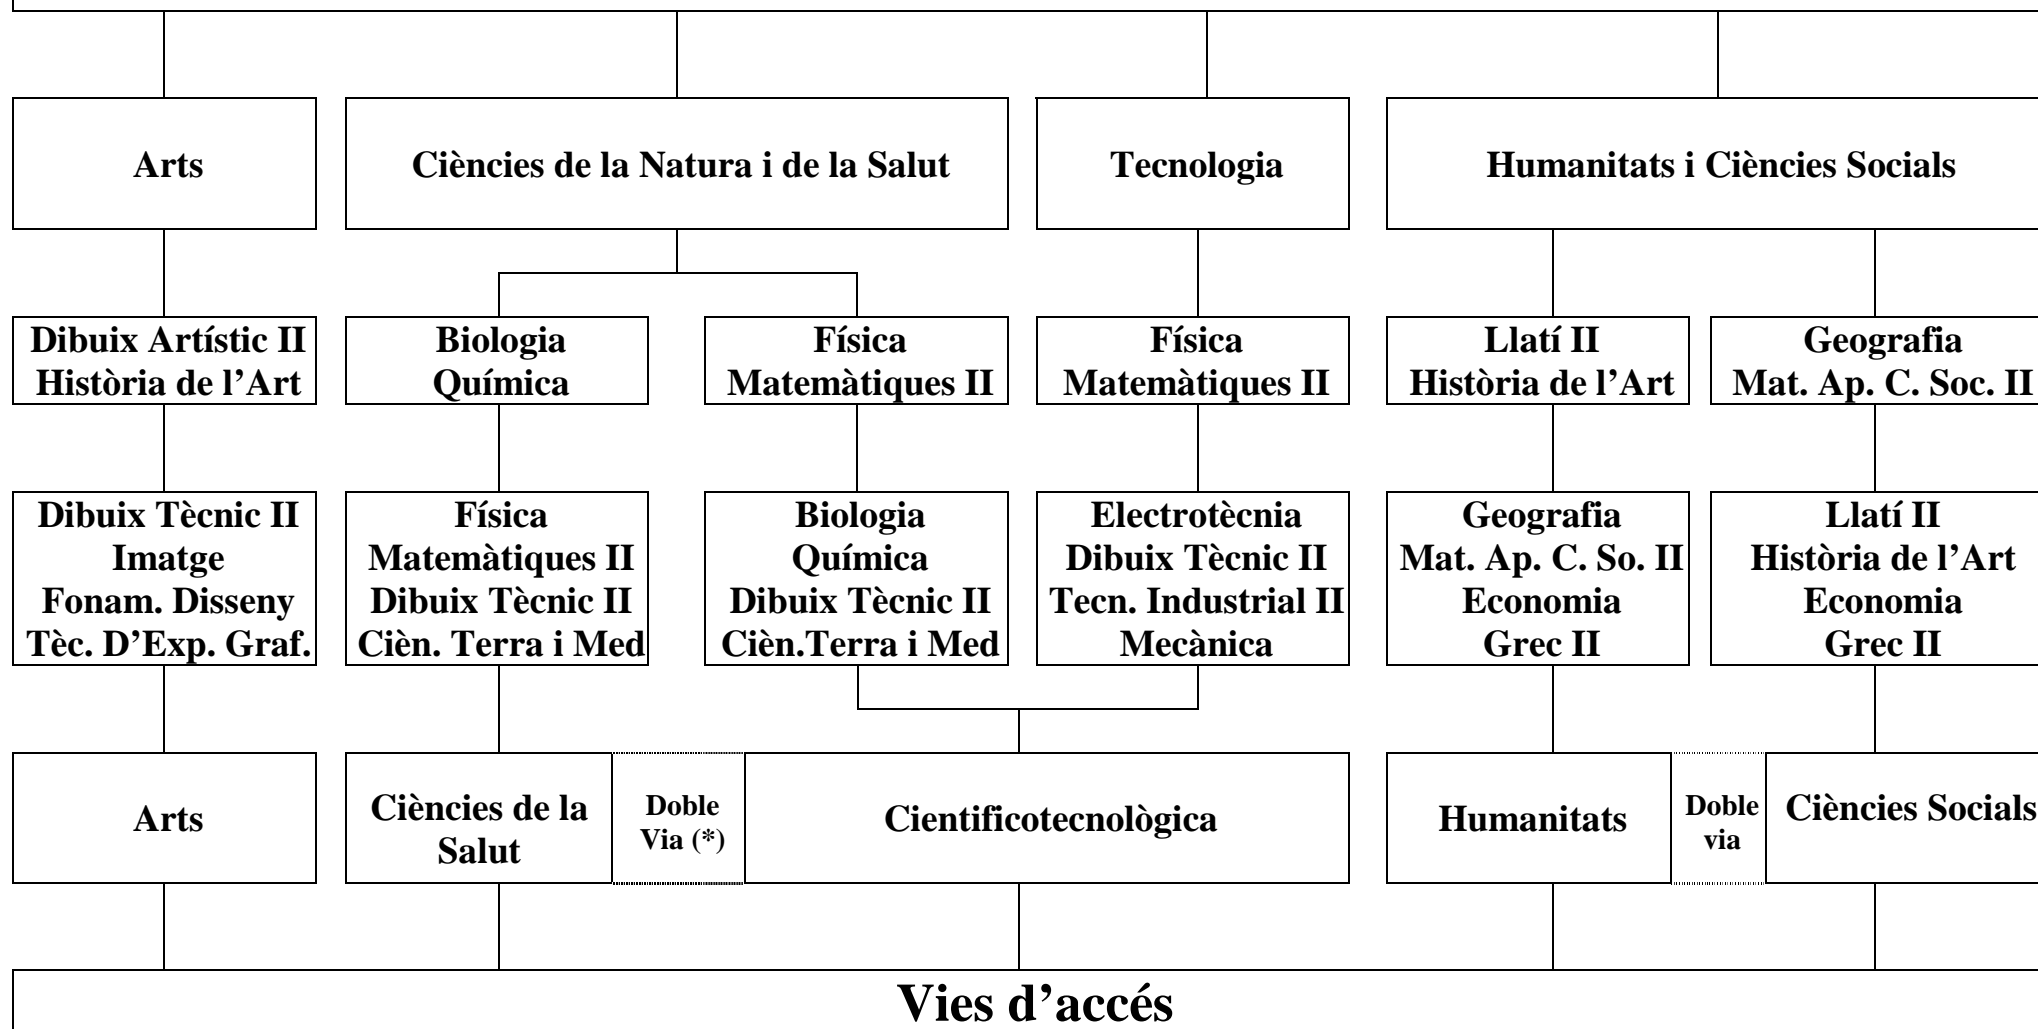 Arts
Ciències de la Natura i de la Salut
Tecnologia
Humanitats i Ciències Socials
Dibuix Artístic II
Història de l’Art
Biologia
Química
Física
Matemàtiques II
Física
Matemàtiques II
Llatí II
Història de l’Art
Geografia
Mat. Ap. C. Soc. II
Dibuix Tècnic II
Imatge
Fonam. Disseny
Tèc. D’Exp. Graf.
Física
Matemàtiques II
Dibuix Tècnic II
Cièn. Terra i Med
Biologia
Química
Dibuix Tècnic II
Cièn.Terra i Med
Electrotècnia
Dibuix Tècnic II
Tecn. Industrial II
Mecànica
Geografia
Mat. Ap. C. So. II
Economia
Grec II
Llatí II
Història de l’Art
Economia
Grec II
Arts
Ciències de la
Salut
Doble
Via (*)
Cientificotecnològica
Humanitats
Doble
via
Ciències Socials
Vies d’accés